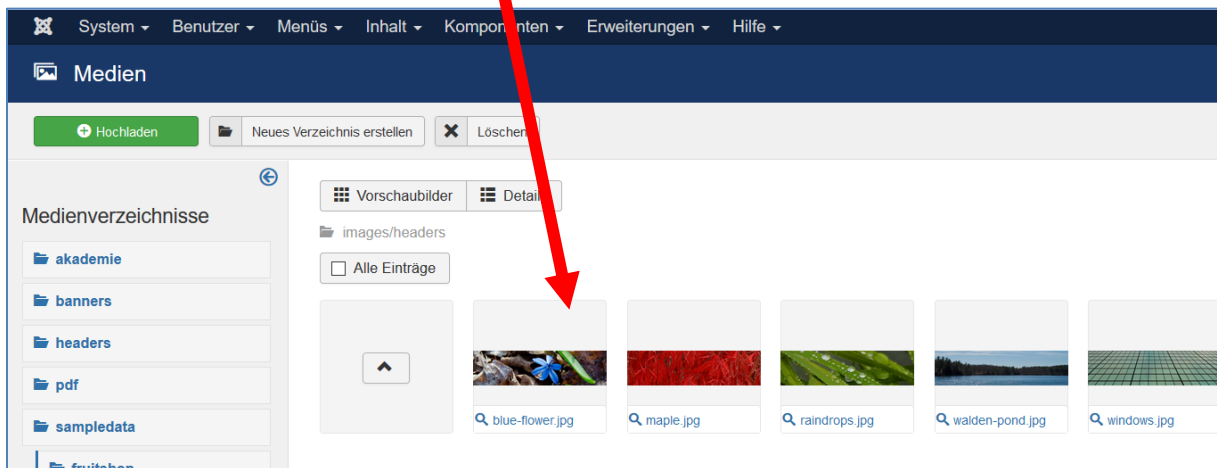 System Benutzer Menüs Inhalt Komponenten Erweiterungen Hilfe
Medien
Hochladen Neues Verzeichnis erstellen Löschen
Medienverzeichnisse
akademie
banners
headers
pdf
sampledata
fruitshop
Vorschaubilder Details
images/headers
Alle Einträge
blue-flower.jpg maple.jpg raindrops.jpg walden-pond.jpg windows.jpg